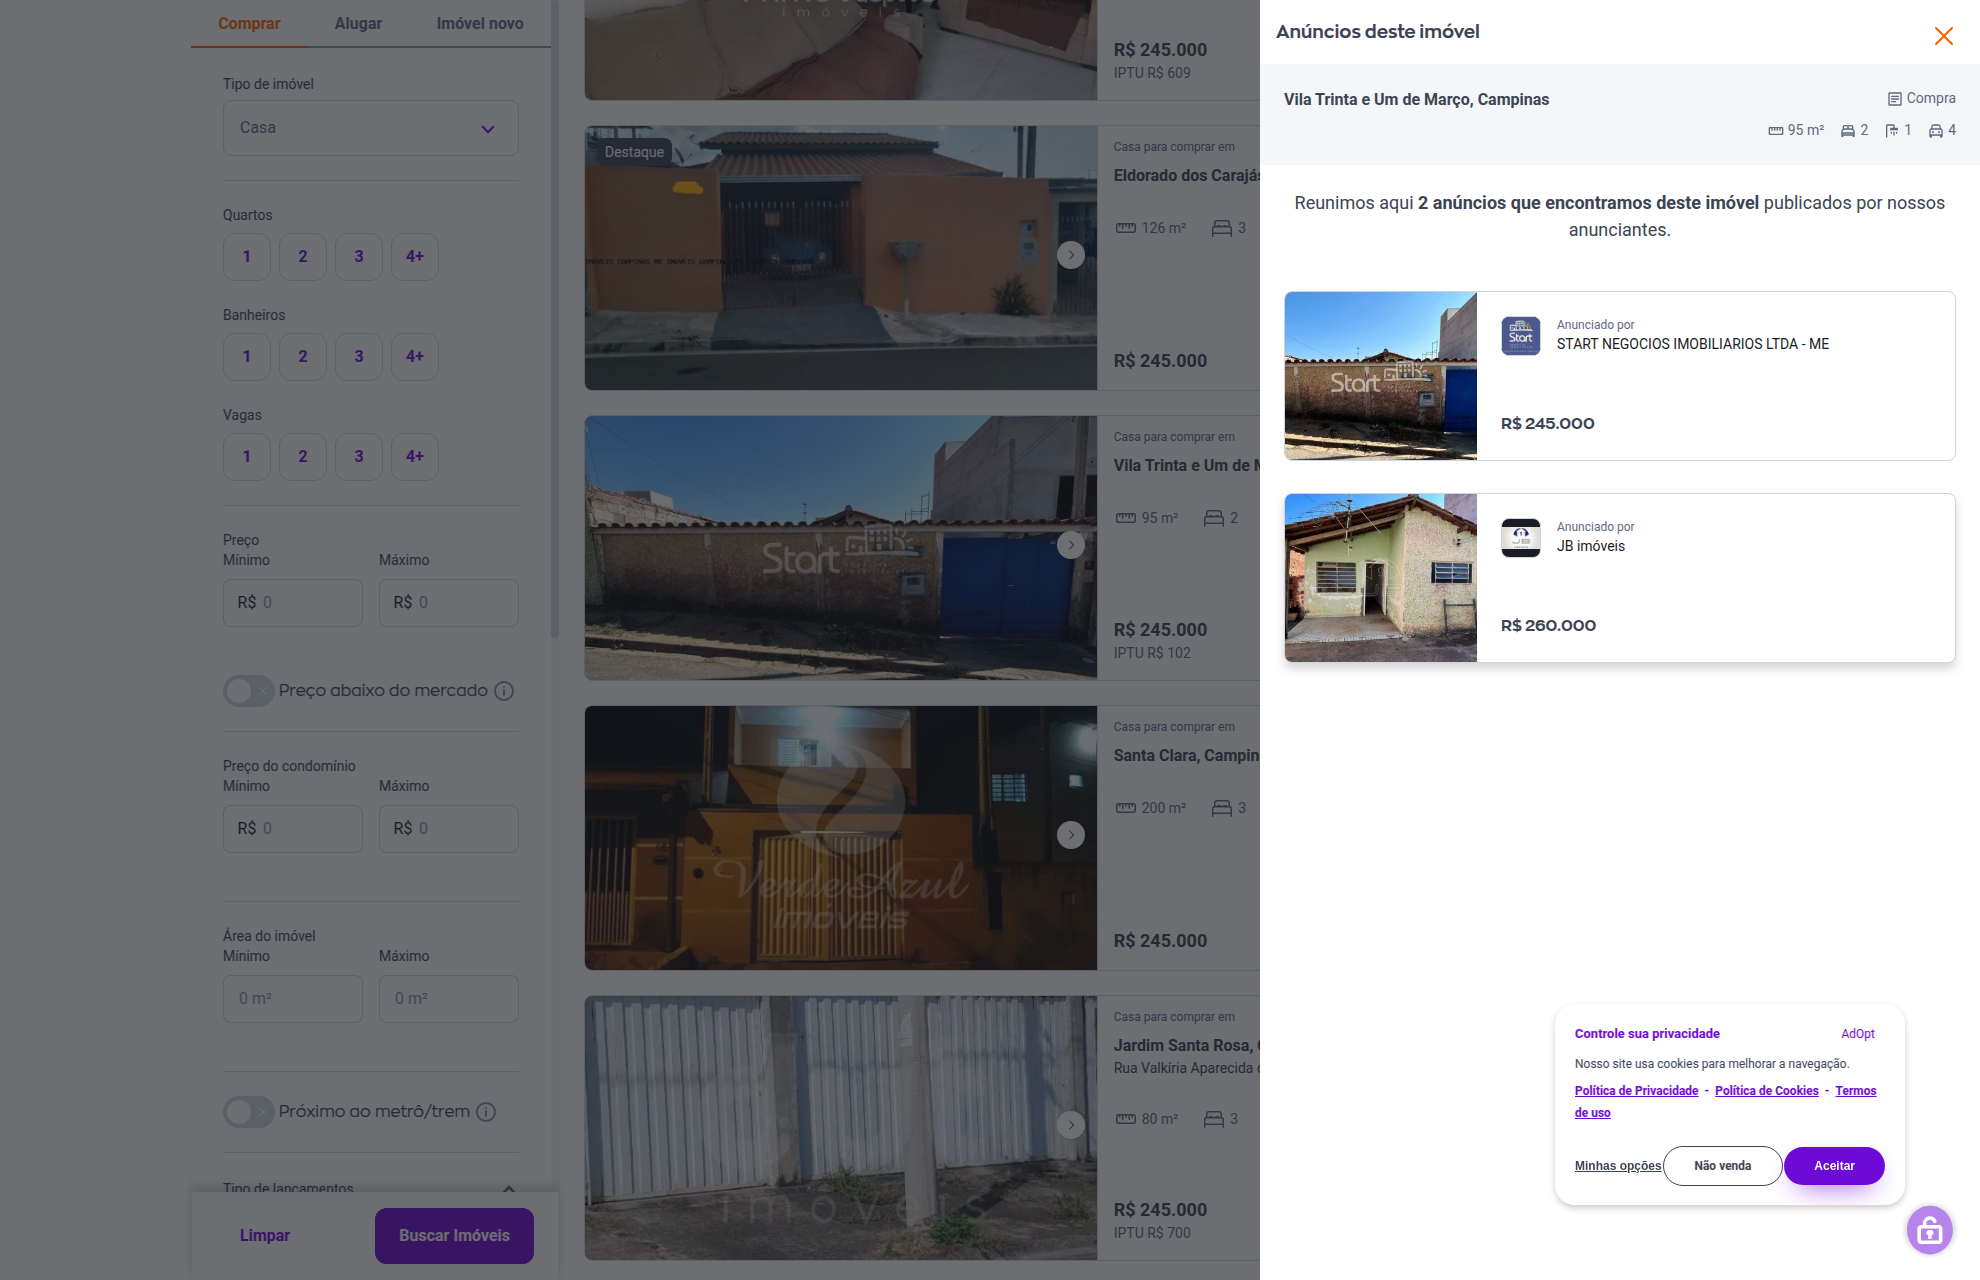 Comprar
Alugar
Imóvel novo
Tipo de imóvel
Casa
Quartos
1
2
3
4+
Banheiros
1
2
3
4+
Vagas
1
2
3
4+
Preço
Mínimo
Máximo
R$ 0
R$ 0
Preço abaixo do mercado
Preço do condomínio
Mínimo
Máximo
R$ 0
R$ 0
Área do imóvel
Mínimo
Máximo
0 m²
0 m²
Próximo ao metrô/trem
Tipo de lançamentos
Limpar
Buscar Imóveis
imóveis
R$ 245.000
IPTU R$ 609
Destaque
Casa para comprar em
Eldorado dos Carajás
126 m²
3
R$ 245.000
Start
Casa para comprar em
Vila Trinta e Um de
95 m²
2
R$ 245.000
IPTU R$ 102
VerdeAzul
imóveis
Casa para comprar em
Santa Clara, Campin
200 m²
3
R$ 245.000
imóveis
Casa para comprar em
Jardim Santa Rosa,
Rua Valkíria Aparecida
80 m²
3
R$ 245.000
IPTU R$ 700
Anúncios deste imóvel
Vila Trinta e Um de Março, Campinas
Compra
95 m²
2
1
4
Reunimos aqui 2 anúncios que encontramos deste imóvel publicados por nossos
anunciantes.
Start
Start
Anunciado por
START NEGOCIOS IMOBILIARIOS LTDA - ME
R$ 245.000
JB
Anunciado por
JB imóveis
R$ 260.000
Controle sua privacidade
AdOpt
Nosso site usa cookies para melhorar a navegação.
Política de Privacidade - Política de Cookies - Termos
de uso
Minhas opções
Não venda
Aceitar